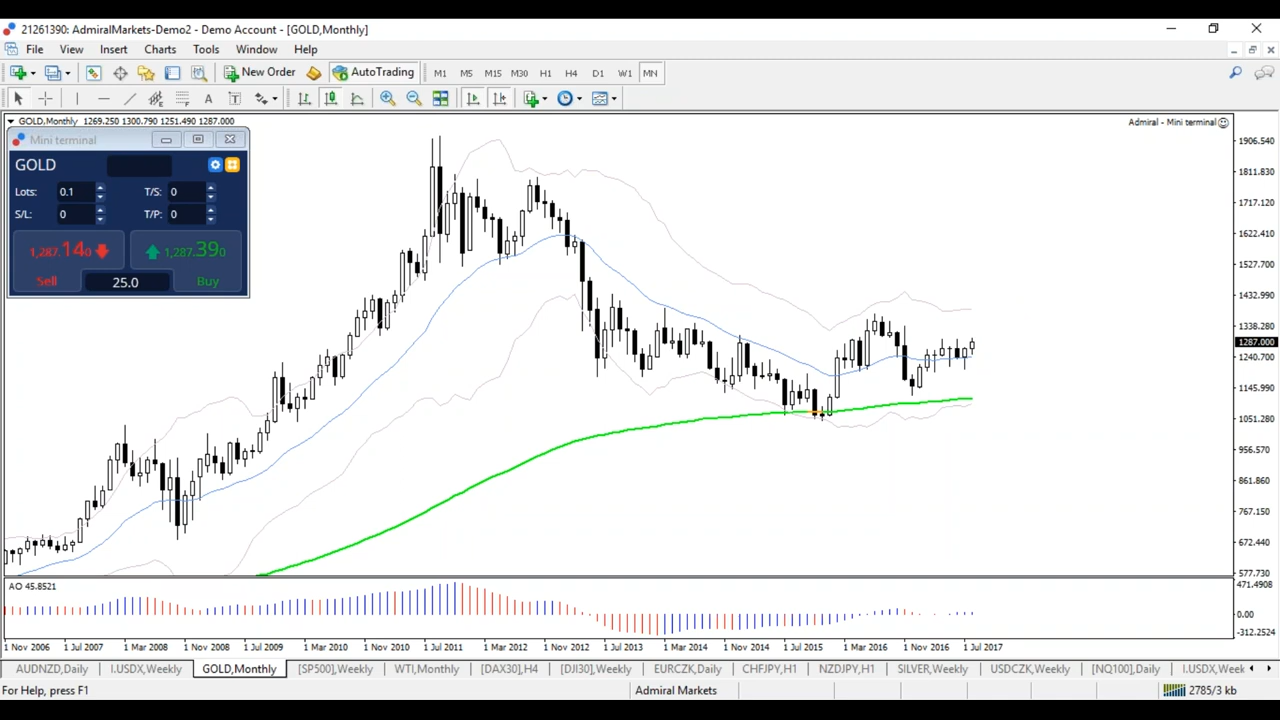 21261390: AdmiralMarkets-Demo2 - Demo Account - [GOLD,Monthly]
File View Insert Charts Tools Window Help
New Order AutoTrading M1 M5 M15 M30 H1 H4 D1 W1 MN
A T
GOLD,Monthly 1269.250 1300.790 1251.490 1287.000
Admiral - Mini terminal
Mini terminal
GOLD
Lots: 0.1 T/S: 0
S/L: 0 T/P: 0
1,287.140 1,287.390
Sell 25.0 Buy
1906.540
1811.830
1717.120
1622.410
1527.700
1432.990
1338.280
1287.000
1240.700
1145.990
1051.280
956.570
861.860
767.150
672.440
577.730
AO 45.8521
471.4908
0.00
-312.2524
1 Nov 2006 1 Jul 2007 1 Mar 2008 1 Nov 2008 1 Jul 2009 1 Mar 2010 1 Nov 2010 1 Jul 2011 1 Mar 2012 1 Nov 2012 1 Jul 2013 1 Mar 2014 1 Nov 2014 1 Jul 2015 1 Mar 2016 1 Nov 2016 1 Jul 2017
AUDNZD,Daily I.USDX,Weekly GOLD,Monthly [SP500],Weekly WTI,Monthly [DAX30],H4 [DJI30],Weekly EURCZK,Daily CHFJPY,H1 NZDJPY,H1 SILVER,Weekly USDCZK,Weekly [NQ100],Daily I.USDX,Week
For Help, press F1 Admiral Markets 2785/3 kb